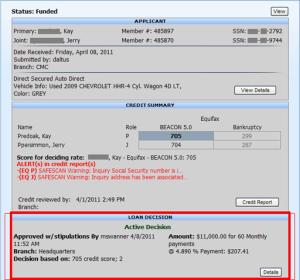 Status: Funded
View
APPLICANT
Primary: Kay Member #: 485897 SSN: -2792
Joint: Jerry Member #: 485870 SSN: -9744
Date Received: Friday, April 08, 2011
Submitted by: daltus
Branch: CMC
Direct Secured Auto Direct
Vehicle Info: Used 2009 CHEVROLET HHR-4 Cyl. Wagon 4D LT,
Color: GREY
View Details
CREDIT SUMMARY
Equifax
Name Role BEACON 5.0 Bankruptcy
Predoak, Kay P 705 299
Ppersimmon, Jerry J 704 287
Score for deciding rate: , Kay - Equifax - BEACON 5.0: 705
ALERT(s) in credit report(s)
-(EQ P) SAFESCAN Warning: Inquiry Social Security number is i...
-(EQ J) SAFESCAN Warning: Inquiry address has been associated...
Credit reviewed by: 4/1/2011 2:49 PM
Branch:
Credit Report
LOAN DECISION
Active Decision
Approved w/stipulations By mswanner 4/8/2011 11:52 AM
Branch: Headquarters
Decision based on: 705 credit score; 2
Amount: $11,000.00 for 60 Monthly payments
@ 4.890 % Payment: $207.41
Details